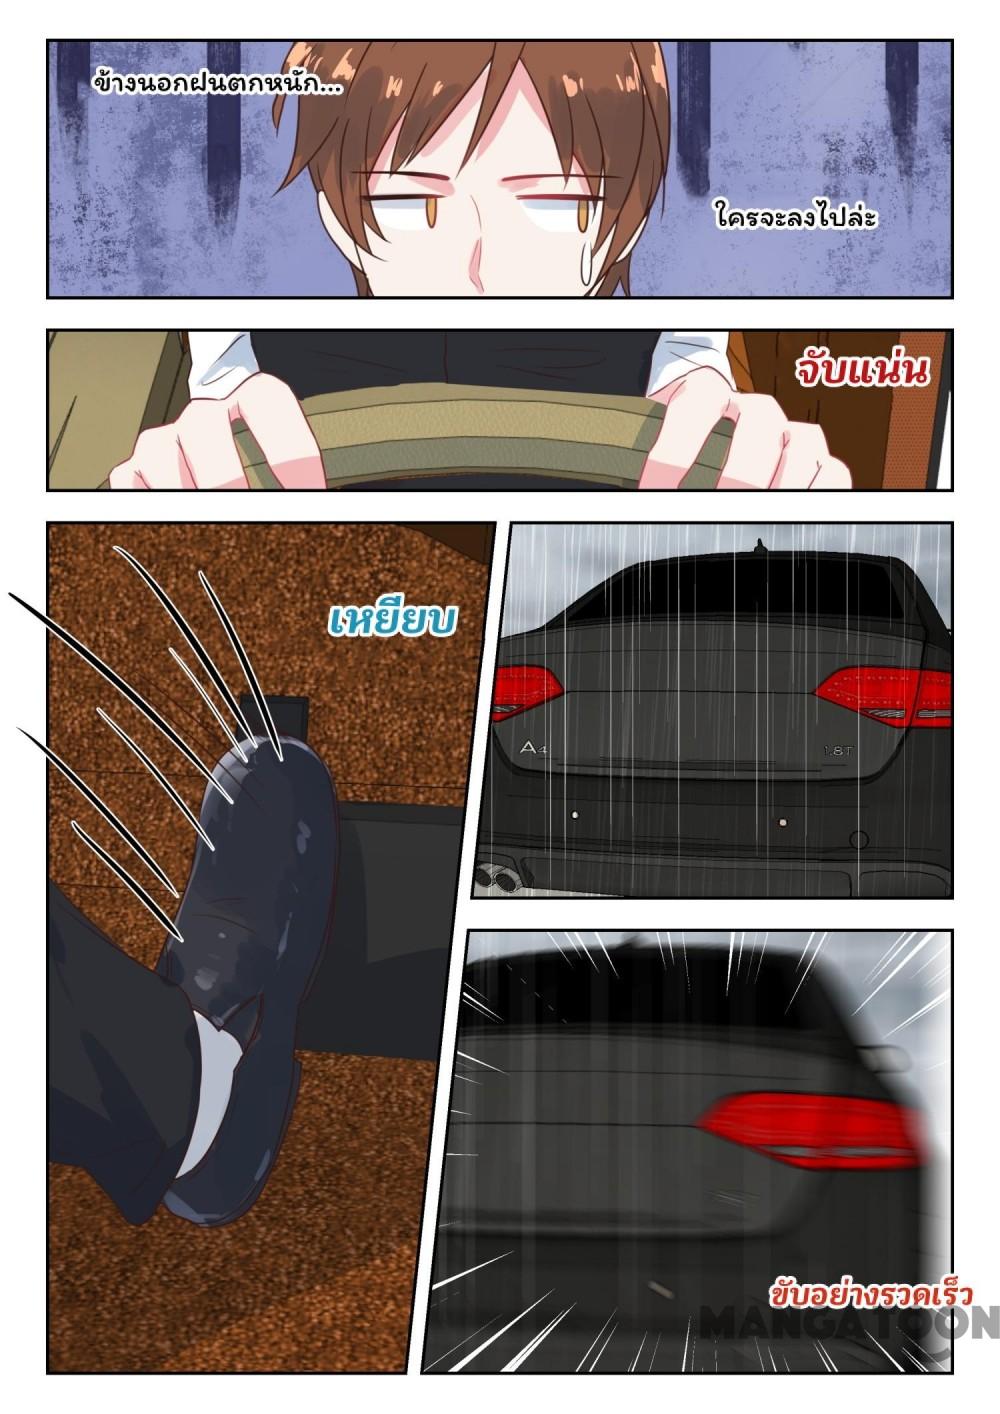 ข้างนอกฝนตกหนัก...
ใครจะลงไปล่ะ
จับแน่น
เหยียบ
A4
1.8T
ขับอย่างรวดเร็ว
MANGATOON